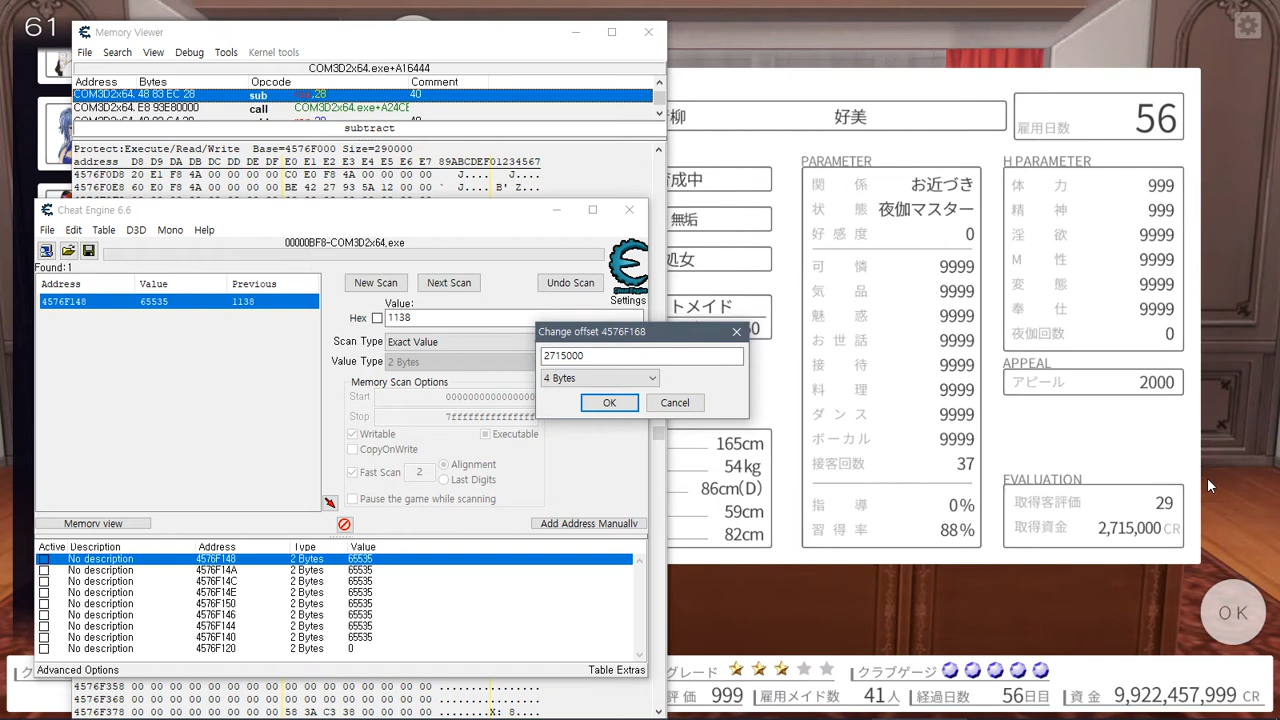 61
Memory Viewer
File Search View Debug Tools Kernel tools
COM3D2x64.exe+A16444
Address Bytes Opcode Comment
COM3D2x64. 48 83 EC 28 sub ,28 40
COM3D2x64. E8 93E80000 call COM3D2x64.exe+A24CE
subtract
Protect:Execute/Read/Write Base=4576F000 Size=290000
address D8 D9 DA DB DC DD DE DF E0 E1 E2 E3 E4 E5 E6 E7 89ABCDEF01234567
4576F0D8 20 E1 F8 4A 00 00 00 00 00 E1 F8 4A 00 00 00 00 J.... J....
4576F0E8 60 E1 F8 4A 00 00 00 00 BE 42 27 93 5A 12 00 00 ` J.... B' Z...
Cheat Engine 6.6
File Edit Table D3D Mono Help
00000BF8-COM3D2x64,exe
Found:1
Address Value Previous
4576F148 65535 1138
New Scan Next Scan Undo Scan
Settings
Value:
Hex 1138
Scan Type Exact Value
Value Type 2 Bytes
Memory Scan Options
Start 0000000000000000
Stop 7fffffffffffffff
Writable Executable
CopyOnWrite
Fast Scan 2 Alignment
Last Digits
Pause the game while scanning
Memory view Add Address Manually
Change offset 4576F168
2715000
4 Bytes
OK Cancel
Active Description Address Type Value
No description 4576F148 2 Bytes 65535
No description 4576F14A 2 Bytes 65535
No description 4576F14C 2 Bytes 65535
No description 4576F14E 2 Bytes 65535
No description 4576F150 2 Bytes 65535
No description 4576F146 2 Bytes 65535
No description 4576F144 2 Bytes 65535
No description 4576F140 2 Bytes 65535
No description 4576F120 2 Bytes 0
Advanced Options Table Extras
4576F358 00 00 00 00 00 00 00 00 00 00 00 00 00 00 00 00 ................
4576F368 00 00 00 00 00 00 00 00 00 00 00 00 00 00 00 00 ................
4576F378 00 00 00 00 00 00 00 00 58 3A C3 38 00 00 00 00 ........X: 8....
柳 好美
雇用日数 56
育成中
無垢
処女
トメイド
165cm
54kg
86cm(D)
59cm
82cm
PARAMETER
関係 お近づき
状態 夜伽マスター
好感度 0
可憐 9999
気品 9999
魅惑 9999
お世話 9999
接待 9999
料理 9999
ダンス 9999
ボーカル 9999
接客回数 37
指導 0%
習得率 88%
H PARAMETER
体力 999
精神 999
淫欲 9999
M性 9999
変態 9999
奉仕 9999
夜伽回数 0
APPEAL
アピール 2000
EVALUATION
取得客評価 29
取得資金 2,715,000 CR
OK
グレード クラブゲージ
評価 999 雇用メイド数 41人 経過日数 56日目 資金 9,922,457,999 CR